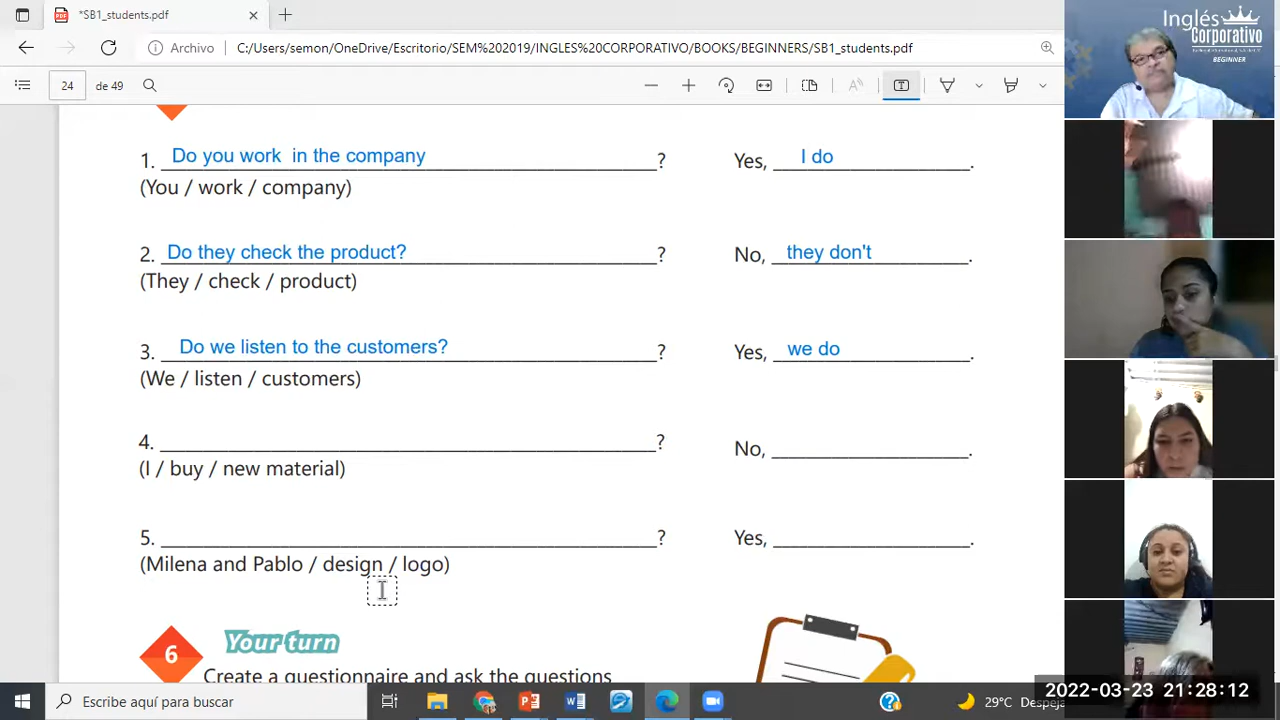 *SB1_students.pdf
Archivo C:/Users/semon/OneDrive/Escritorio/SEM%202019/INGLES%20CORPORATIVO/BOOKS/BEGINNERS/SB1_students.pdf
24 de 49
1. Do you work in the company ? Yes, I do .
(You / work / company)
2. Do they check the product? ? No, they don't .
(They / check / product)
3. Do we listen to the customers? ? Yes, we do .
(We / listen / customers)
4. ? No, .
(I / buy / new material)
5. ? Yes, .
(Milena and Pablo / design / logo)
6 Your turn
Create a questionnaire and ask the questions
Inglés
Corporativo
BEGINNER
Escribe aquí para buscar
29°C Despeja
2022-03-23 21:28:12